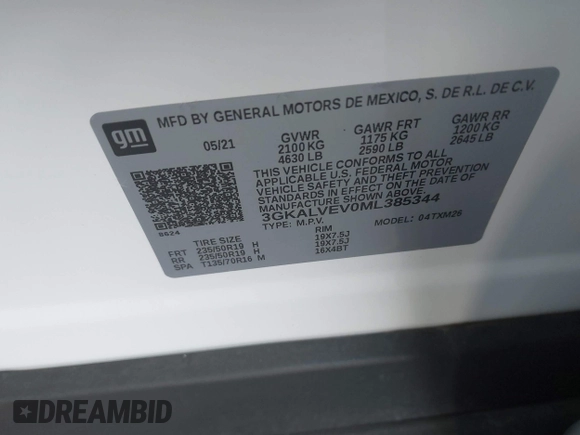 gm
MFD BY GENERAL MOTORS DE MEXICO, S. DE R.L. DE C.V.
05/21 GVWR GAWR FRT GAWR RR
2100 KG 1175 KG 1200 KG
4630 LB 2590 LB 2645 LB
THIS VEHICLE CONFORMS TO ALL
APPLICABLE U.S. FEDERAL MOTOR
VEHICLE SAFETY AND THEFT PREVENTION
STANDARDS IN EFFECT ON THE DATE OF
MANUFACTURE SHOWN ABOVE.
3GKALVEV0ML385344
TYPE: M.P.V. MODEL: 04TXM26
8624
TIRE SIZE RIM
FRT 235/50R19 H 19X7.5J
RR 235/50R19 H 19X7.5J
SPA T135/70R16 M 16X4BT
DREAMBID